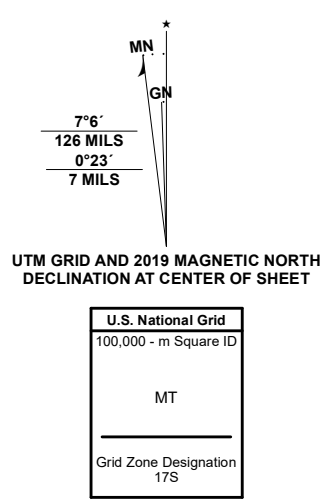 MN
GN
7°6´
126 MILS
0°23´
7 MILS
UTM GRID AND 2019 MAGNETIC NORTH
DECLINATION AT CENTER OF SHEET
U.S. National Grid
100,000 - m Square ID
MT
Grid Zone Designation
17S